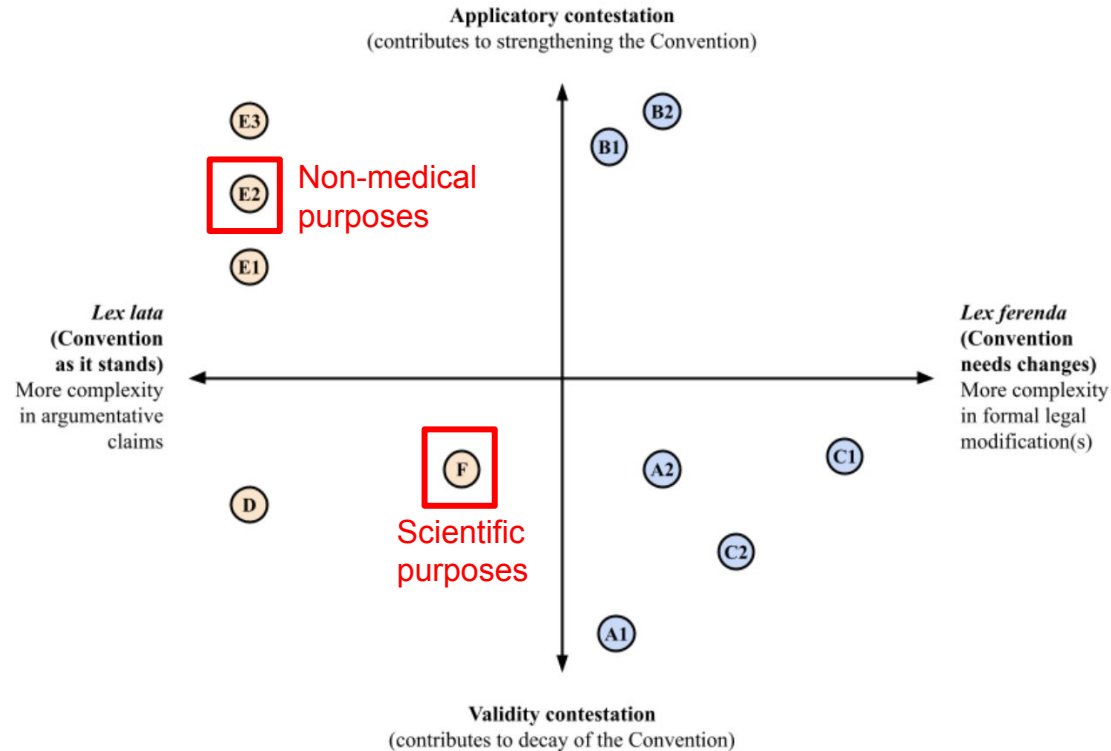 Applicatory contestation
(contributes to strengthening the Convention)
B2
E3
B1
E2
Non-medical
purposes
E1
Lex lata
(Convention
as it stands)
More complexity
in argumentative
claims
Lex ferenda
(Convention
needs changes)
More complexity
in formal legal
modification(s)
F
Scientific
purposes
D
A2
C1
C2
A1
Validity contestation
(contributes to decay of the Convention)